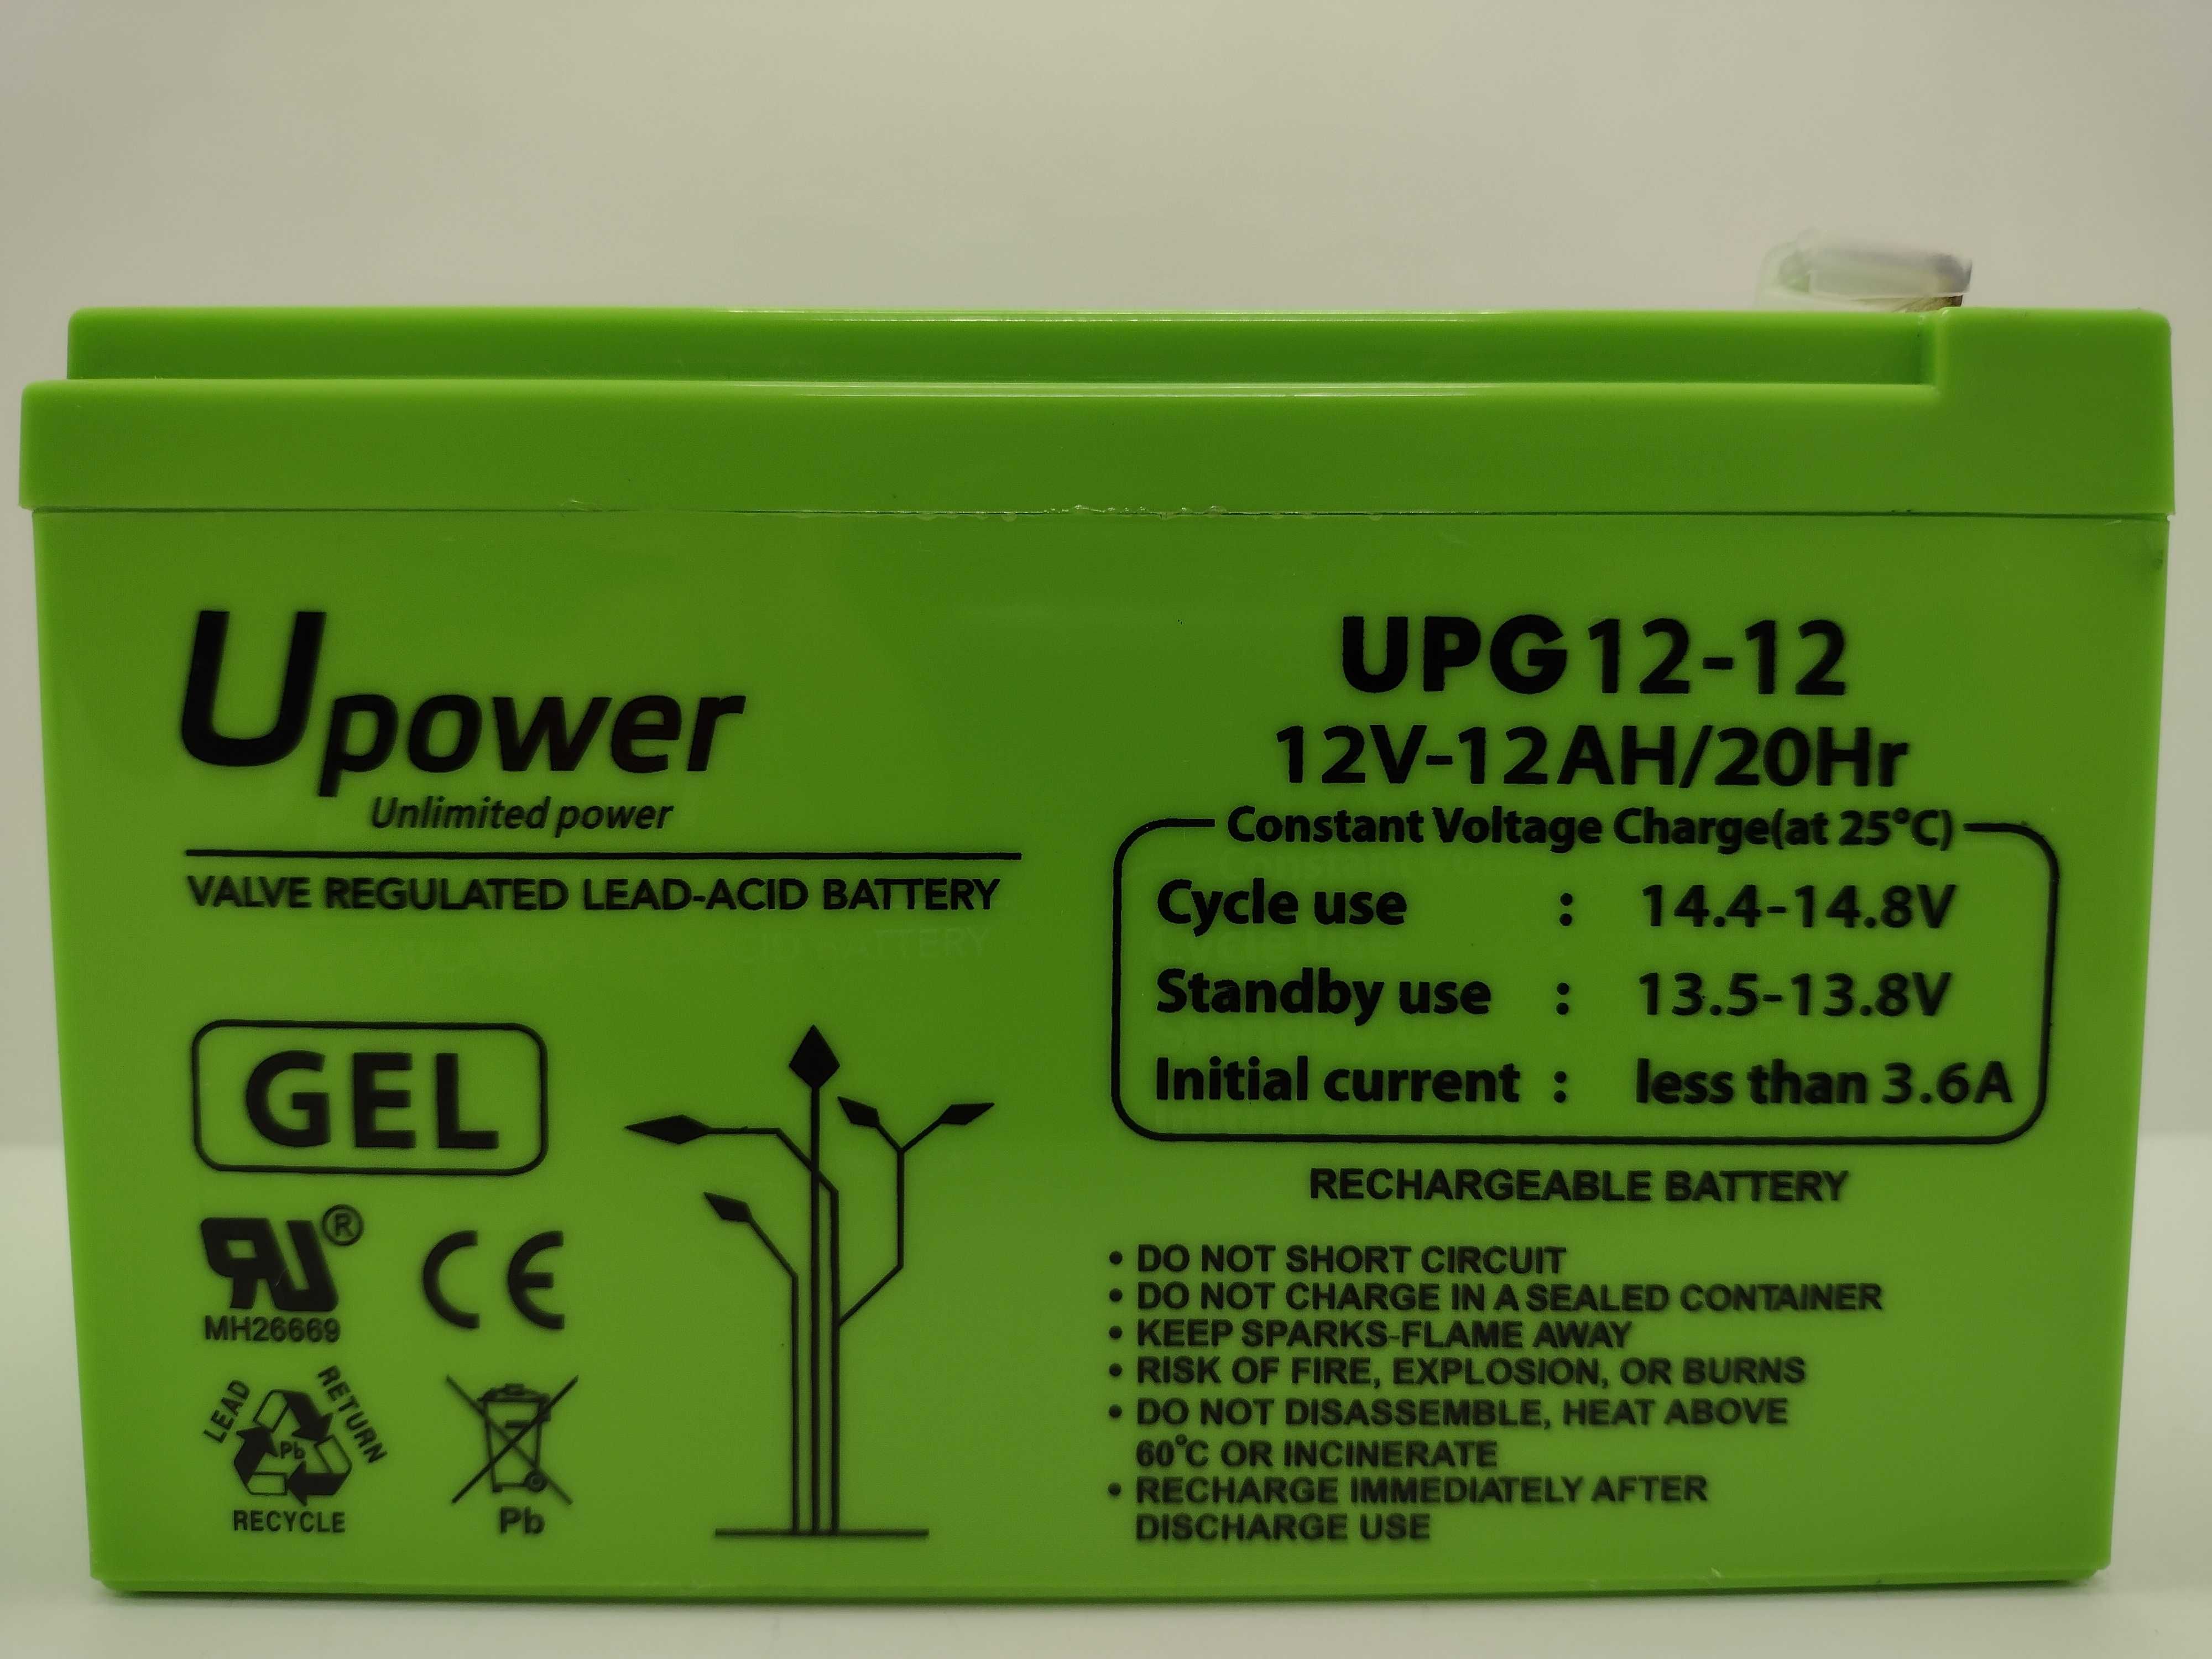 Upower
Unlimited power
VALVE REGULATED LEAD-ACID BATTERY
GEL
RU®
MH26669
CE
LEAD
RETURN
Pb
RECYCLE
Pb
UPG12-12
12V-12AH/20Hr
Constant Voltage Charge(at 25°C)
Cycle use : 14.4-14.8V
Standby use : 13.5-13.8V
Initial current : less than 3.6A
RECHARGEABLE BATTERY
• DO NOT SHORT CIRCUIT
• DO NOT CHARGE IN A SEALED CONTAINER
• KEEP SPARKS-FLAME AWAY
• RISK OF FIRE, EXPLOSION, OR BURNS
• DO NOT DISASSEMBLE, HEAT ABOVE
60°C OR INCINERATE
• RECHARGE IMMEDIATELY AFTER
DISCHARGE USE